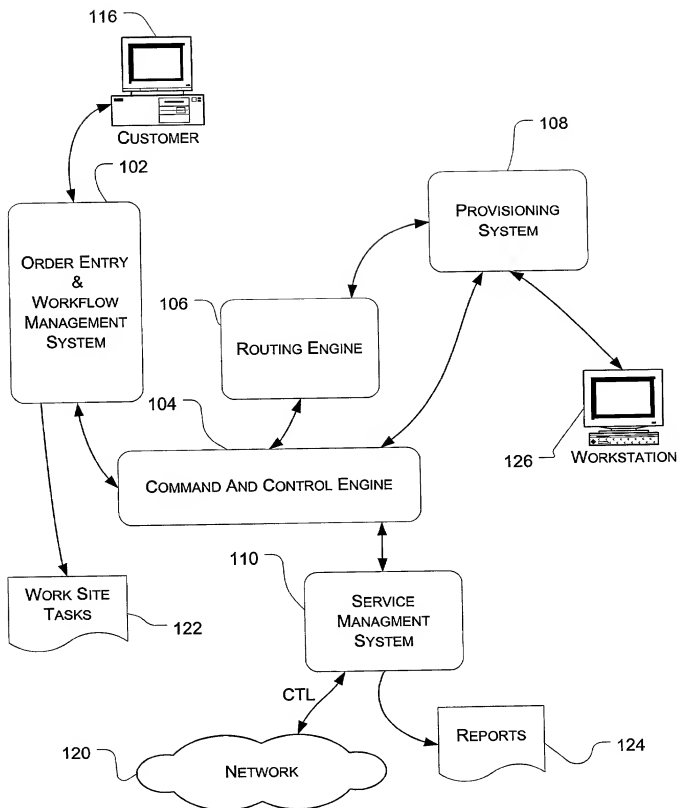 116
CUSTOMER
102
108
ORDER ENTRY
&
WORKFLOW
MANAGEMENT
SYSTEM
PROVISIONING
SYSTEM
106
ROUTING ENGINE
104
COMMAND AND CONTROL ENGINE
126
WORKSTATION
110
WORK SITE
TASKS
122
SERVICE
MANAGMENT
SYSTEM
CTL
120
NETWORK
REPORTS
124